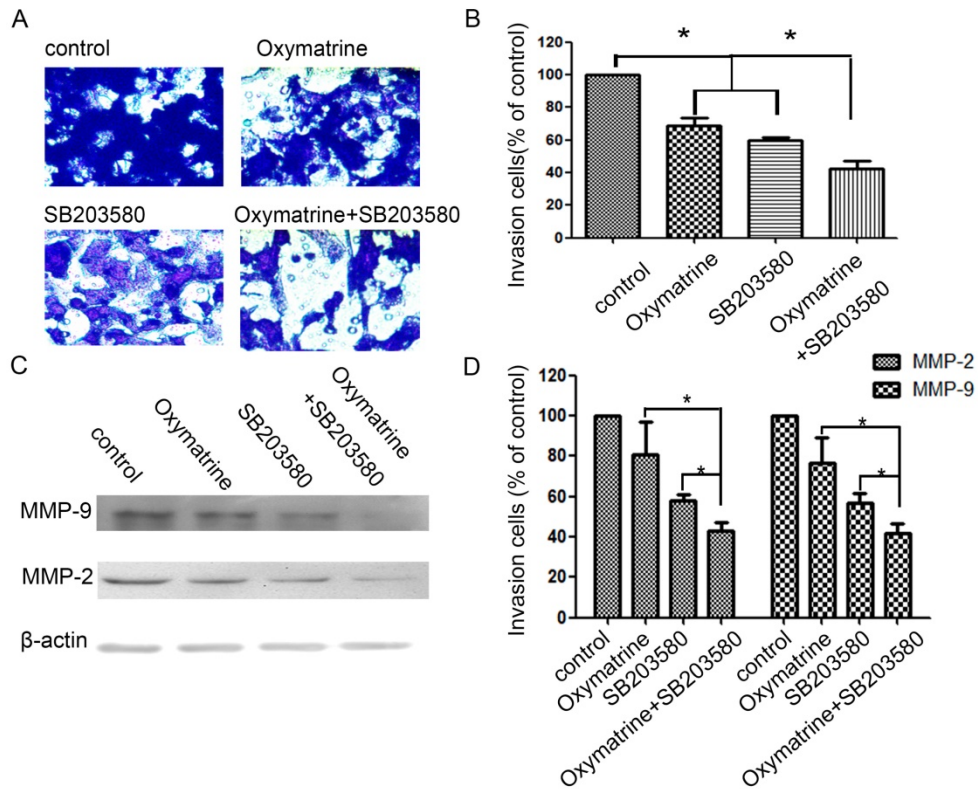 A
control
Oxymatrine
SB203580
Oxymatrine+SB203580
B
Invasion cells(% of control)
120
100
80
60
40
20
0
*
*
control
Oxymatrine
SB203580
Oxymatrine
+SB203580
C
control
Oxymatrine
SB203580
Oxymatrine
+SB203580
MMP-9
MMP-2
β-actin
D
MMP-2
MMP-9
Invasion cells (% of control)
120
100
80
60
40
20
0
*
*
*
*
control
Oxymatrine
SB203580
Oxymatrine+SB203580
control
Oxymatrine
SB203580
Oxymatrine+SB203580